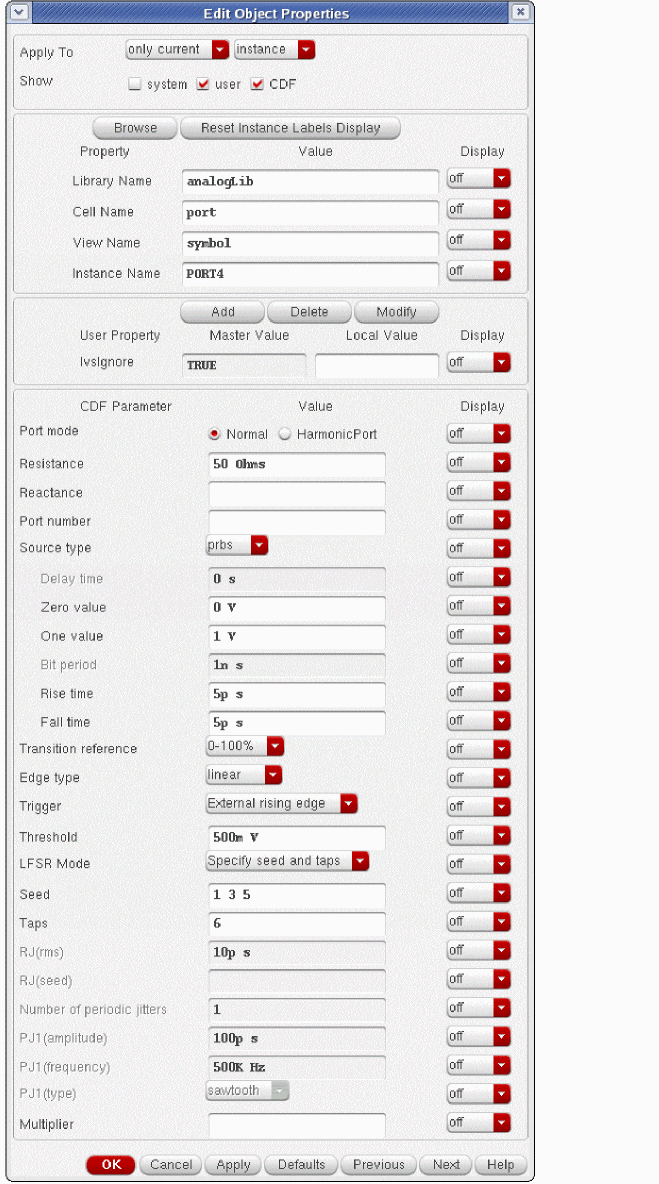 Edit Object Properties
Apply To only current instance
Show system user CDF
Browse Reset Instance Labels Display
Property Value Display
Library Name analogLib off
Cell Name port off
View Name symbol off
Instance Name PORT4 off
Add Delete Modify
User Property Master Value Local Value Display
lvsIgnore TRUE off
CDF Parameter Value Display
Port mode Normal HarmonicPort off
Resistance 50 Ohms off
Reactance off
Port number off
Source type prbs off
Delay time 0 s off
Zero value 0 V off
One value 1 V off
Bit period 1n s off
Rise time 5p s off
Fall time 5p s off
Transition reference 0-100% off
Edge type linear off
Trigger External rising edge off
Threshold 500m V off
LFSR Mode Specify seed and taps off
Seed 1 3 5 off
Taps 6 off
RJ(rms) 10p s off
RJ(seed) off
Number of periodic jitters 1 off
PJ1(amplitude) 100p s off
PJ1(frequency) 500K Hz off
PJ1(type) sawtooth off
Multiplier off
OK Cancel Apply Defaults Previous Next Help